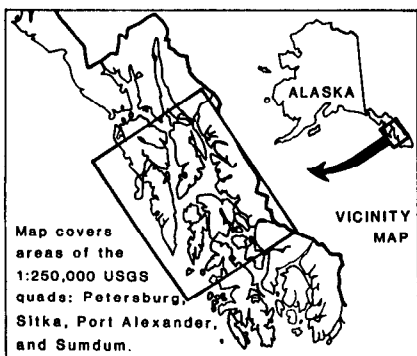 ALASKA
VICINITY
MAP
Map covers
areas of the
1:250,000 USGS
quads: Petersburg,
Sitka, Port Alexander,
and Sumdum.